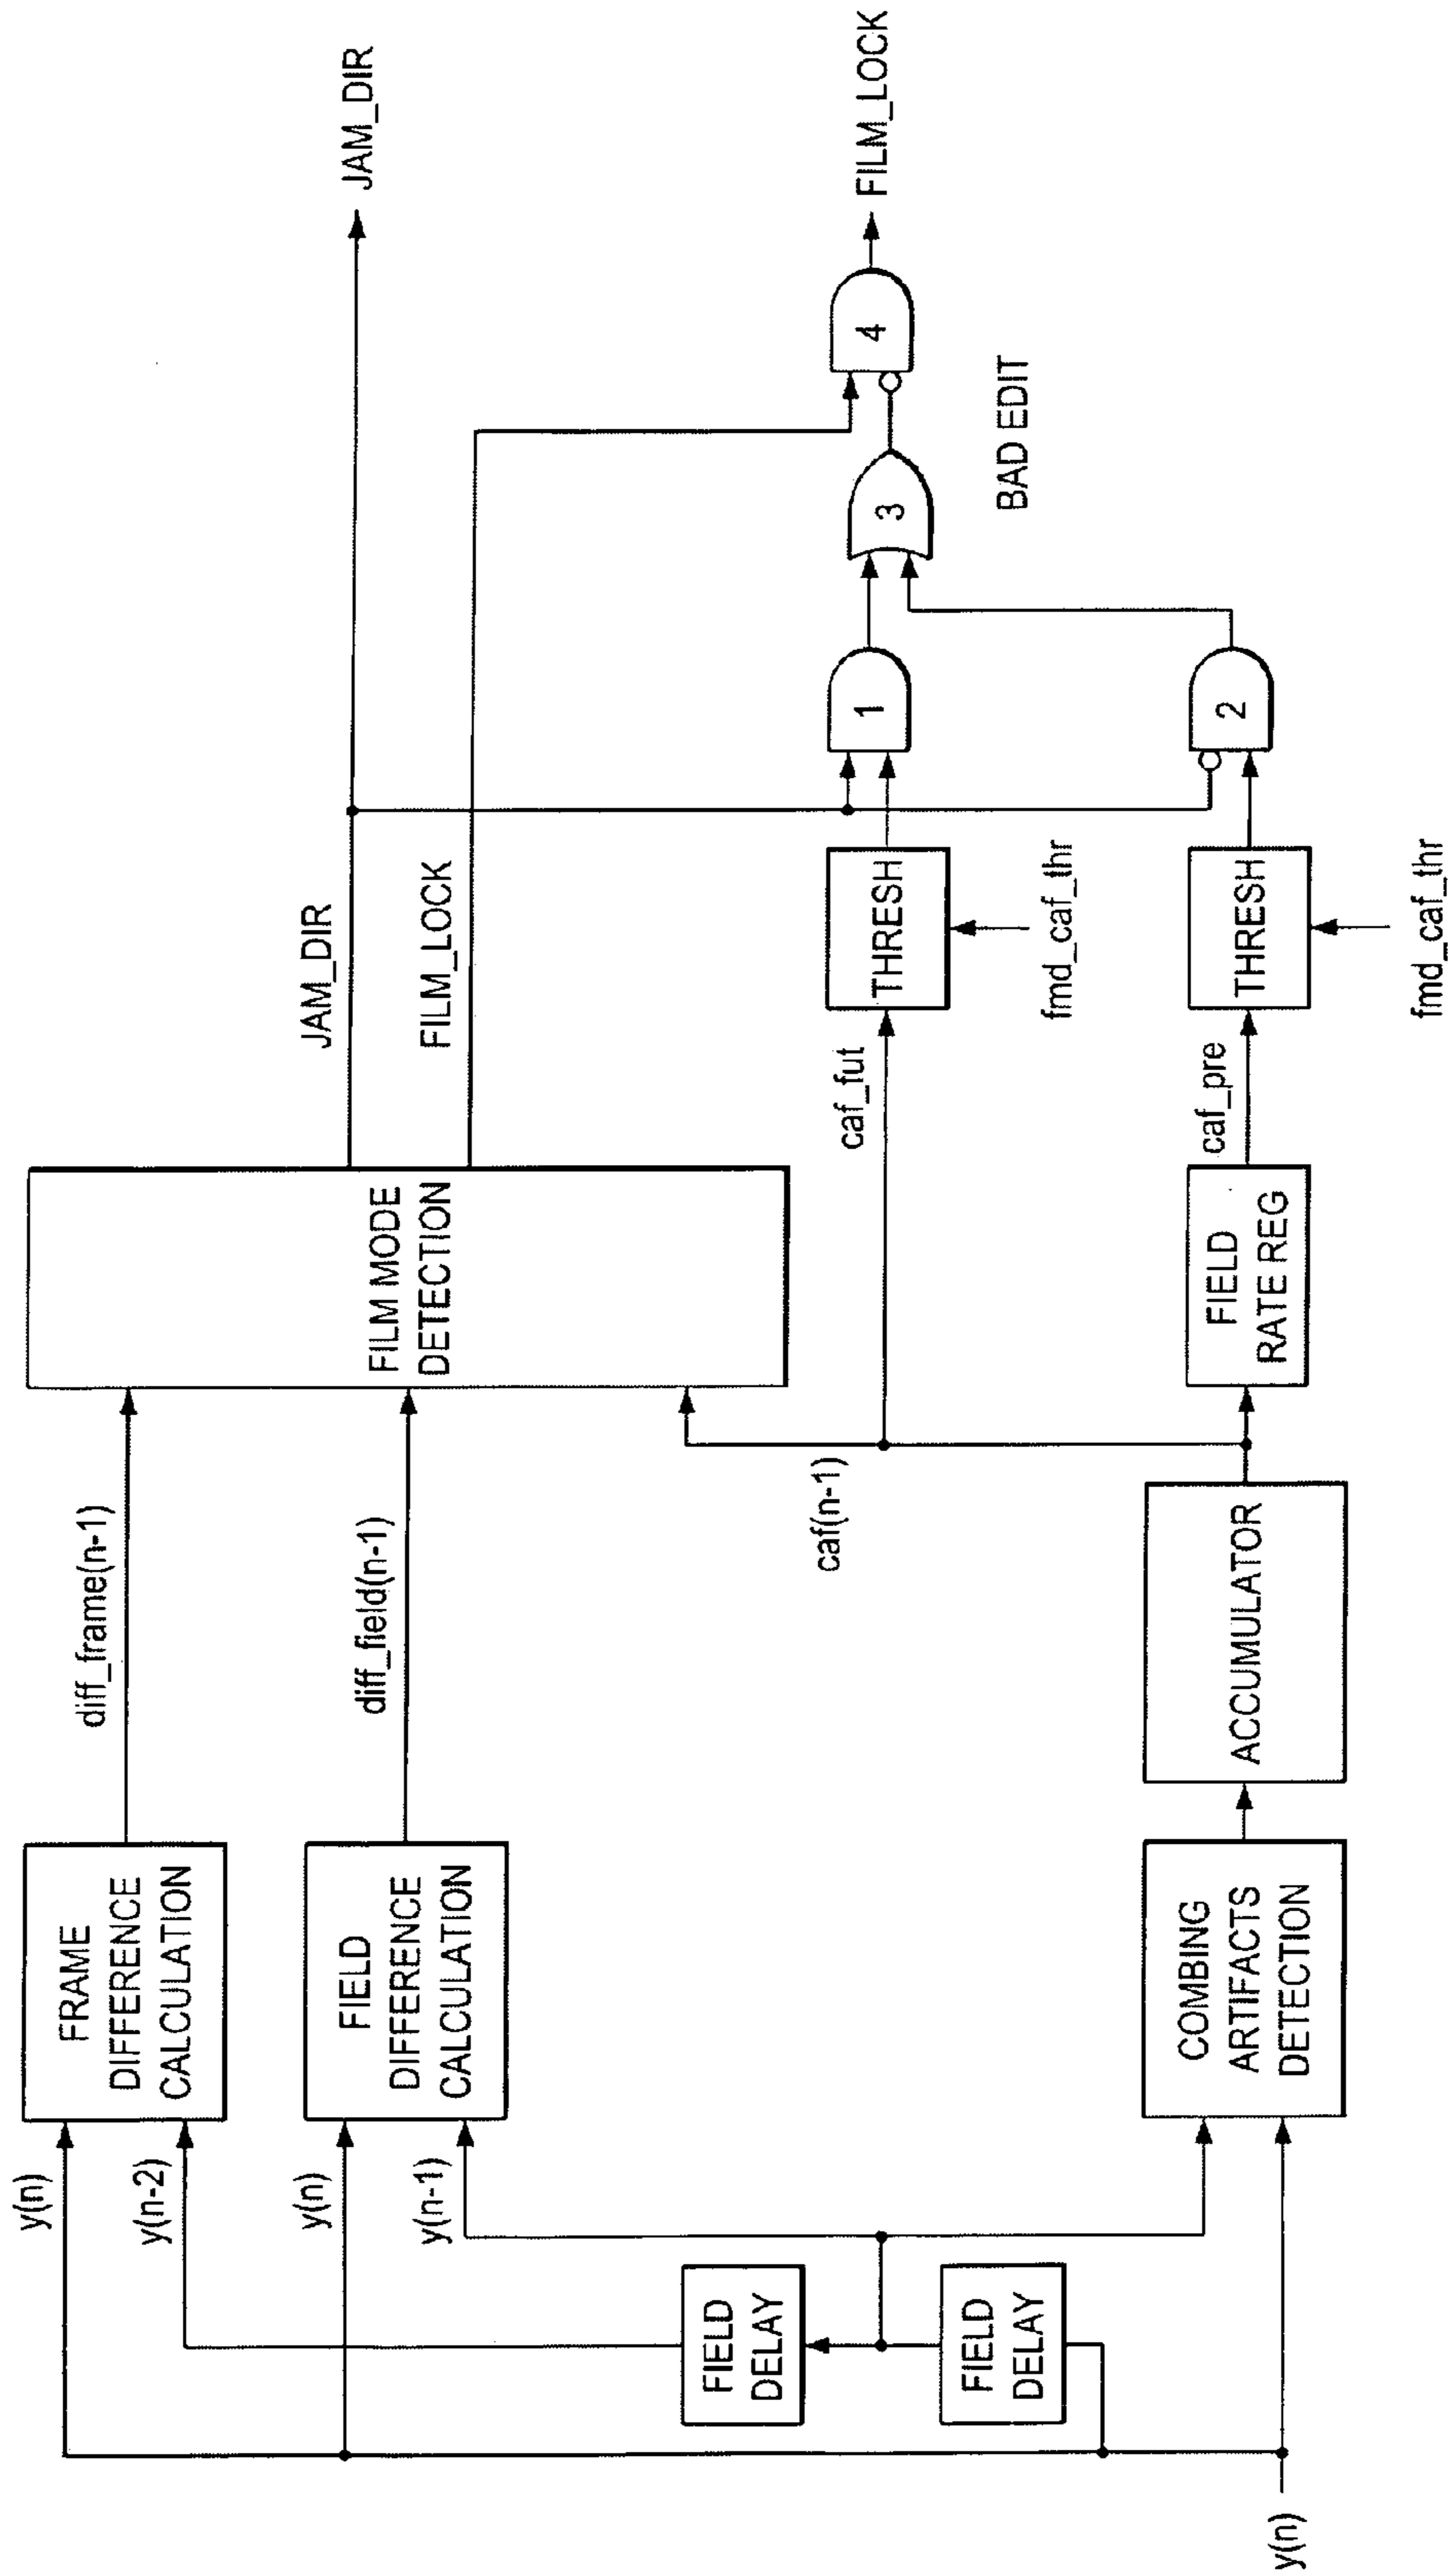 y(n)
y(n-2)
FRAME
DIFFERENCE
CALCULATION
diff_frame(n-1)
y(n)
y(n-1)
FIELD
DIFFERENCE
CALCULATION
diff_field(n-1)
FILM MODE
DETECTION
JAM_DIR
FILM_LOCK
JAM_DIR
FIELD
DELAY
FIELD
DELAY
y(n)
COMBING
ARTIFACTS
DETECTION
ACCUMULATOR
caf(n-1)
caf_fut
THRESH
fmd_caf_thr
1
3
4
FILM_LOCK
BAD EDIT
FIELD
RATE REG
caf_pre
THRESH
fmd_caf_thr
2